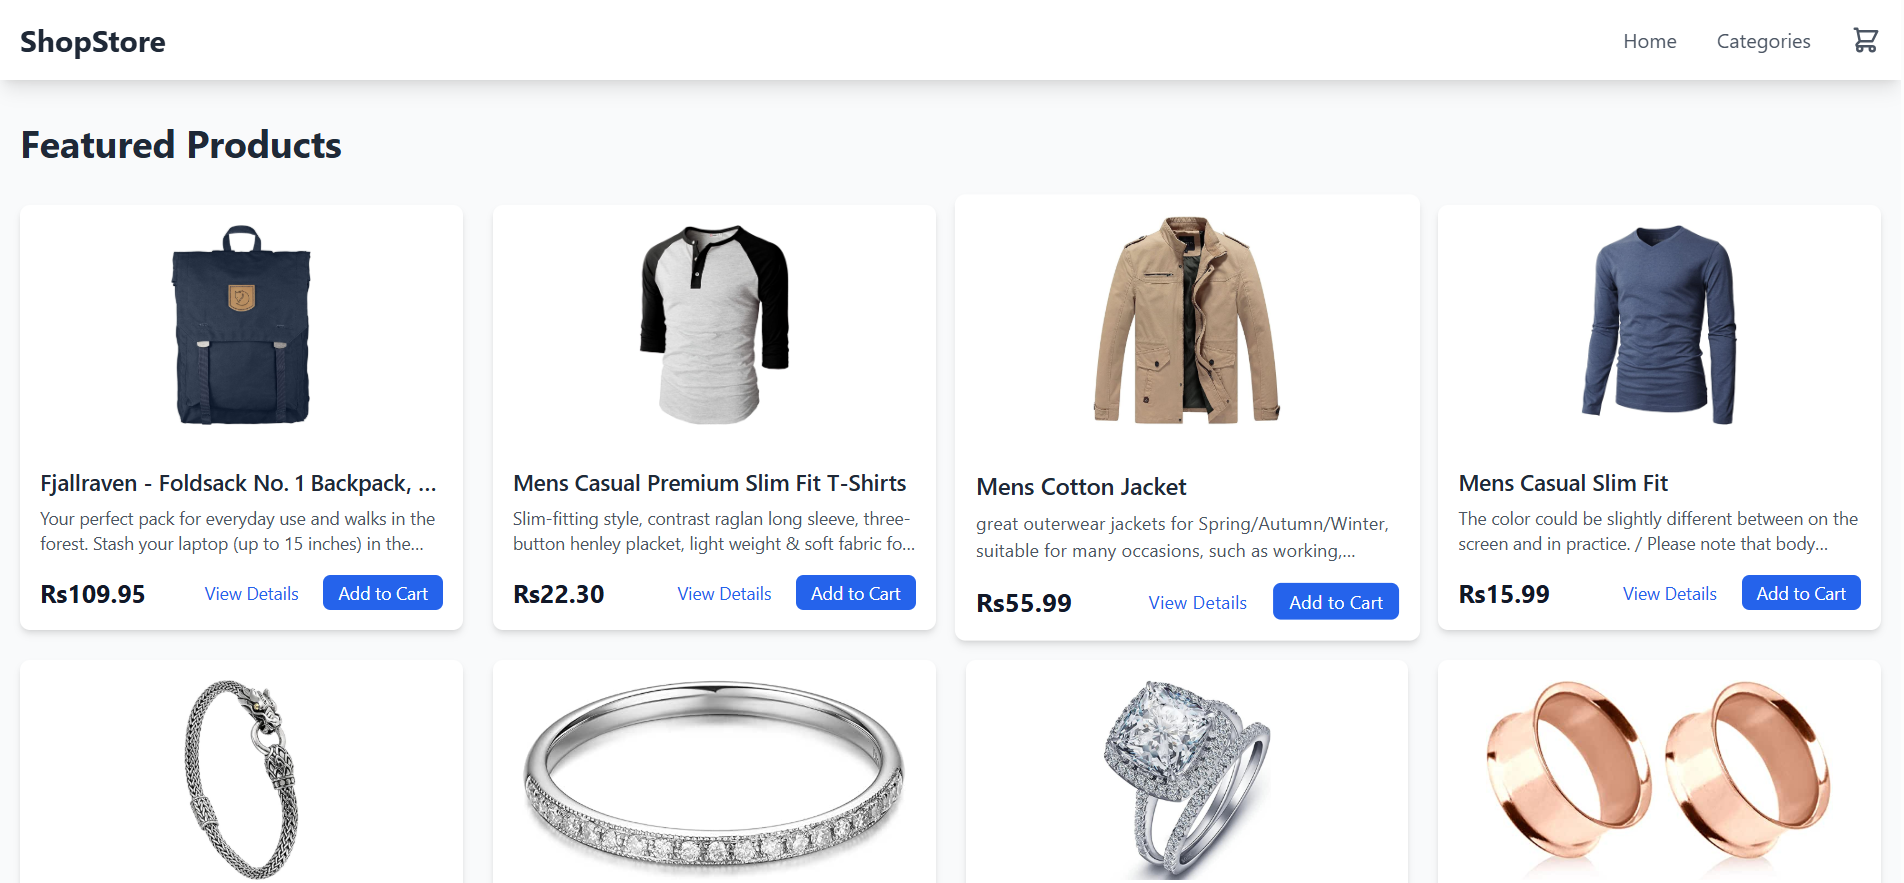 ShopStore
Home
Categories
Featured Products
Fjallraven - Foldsack No. 1 Backpack, ...
Your perfect pack for everyday use and walks in the
forest. Stash your laptop (up to 15 inches) in the...
Rs109.95
View Details
Add to Cart
Mens Casual Premium Slim Fit T-Shirts
Slim-fitting style, contrast raglan long sleeve, three-
button henley placket, light weight & soft fabric fo...
Rs22.30
View Details
Add to Cart
Mens Cotton Jacket
great outerwear jackets for Spring/Autumn/Winter,
suitable for many occasions, such as working,...
Rs55.99
View Details
Add to Cart
Mens Casual Slim Fit
The color could be slightly different between on the
screen and in practice. / Please note that body...
Rs15.99
View Details
Add to Cart